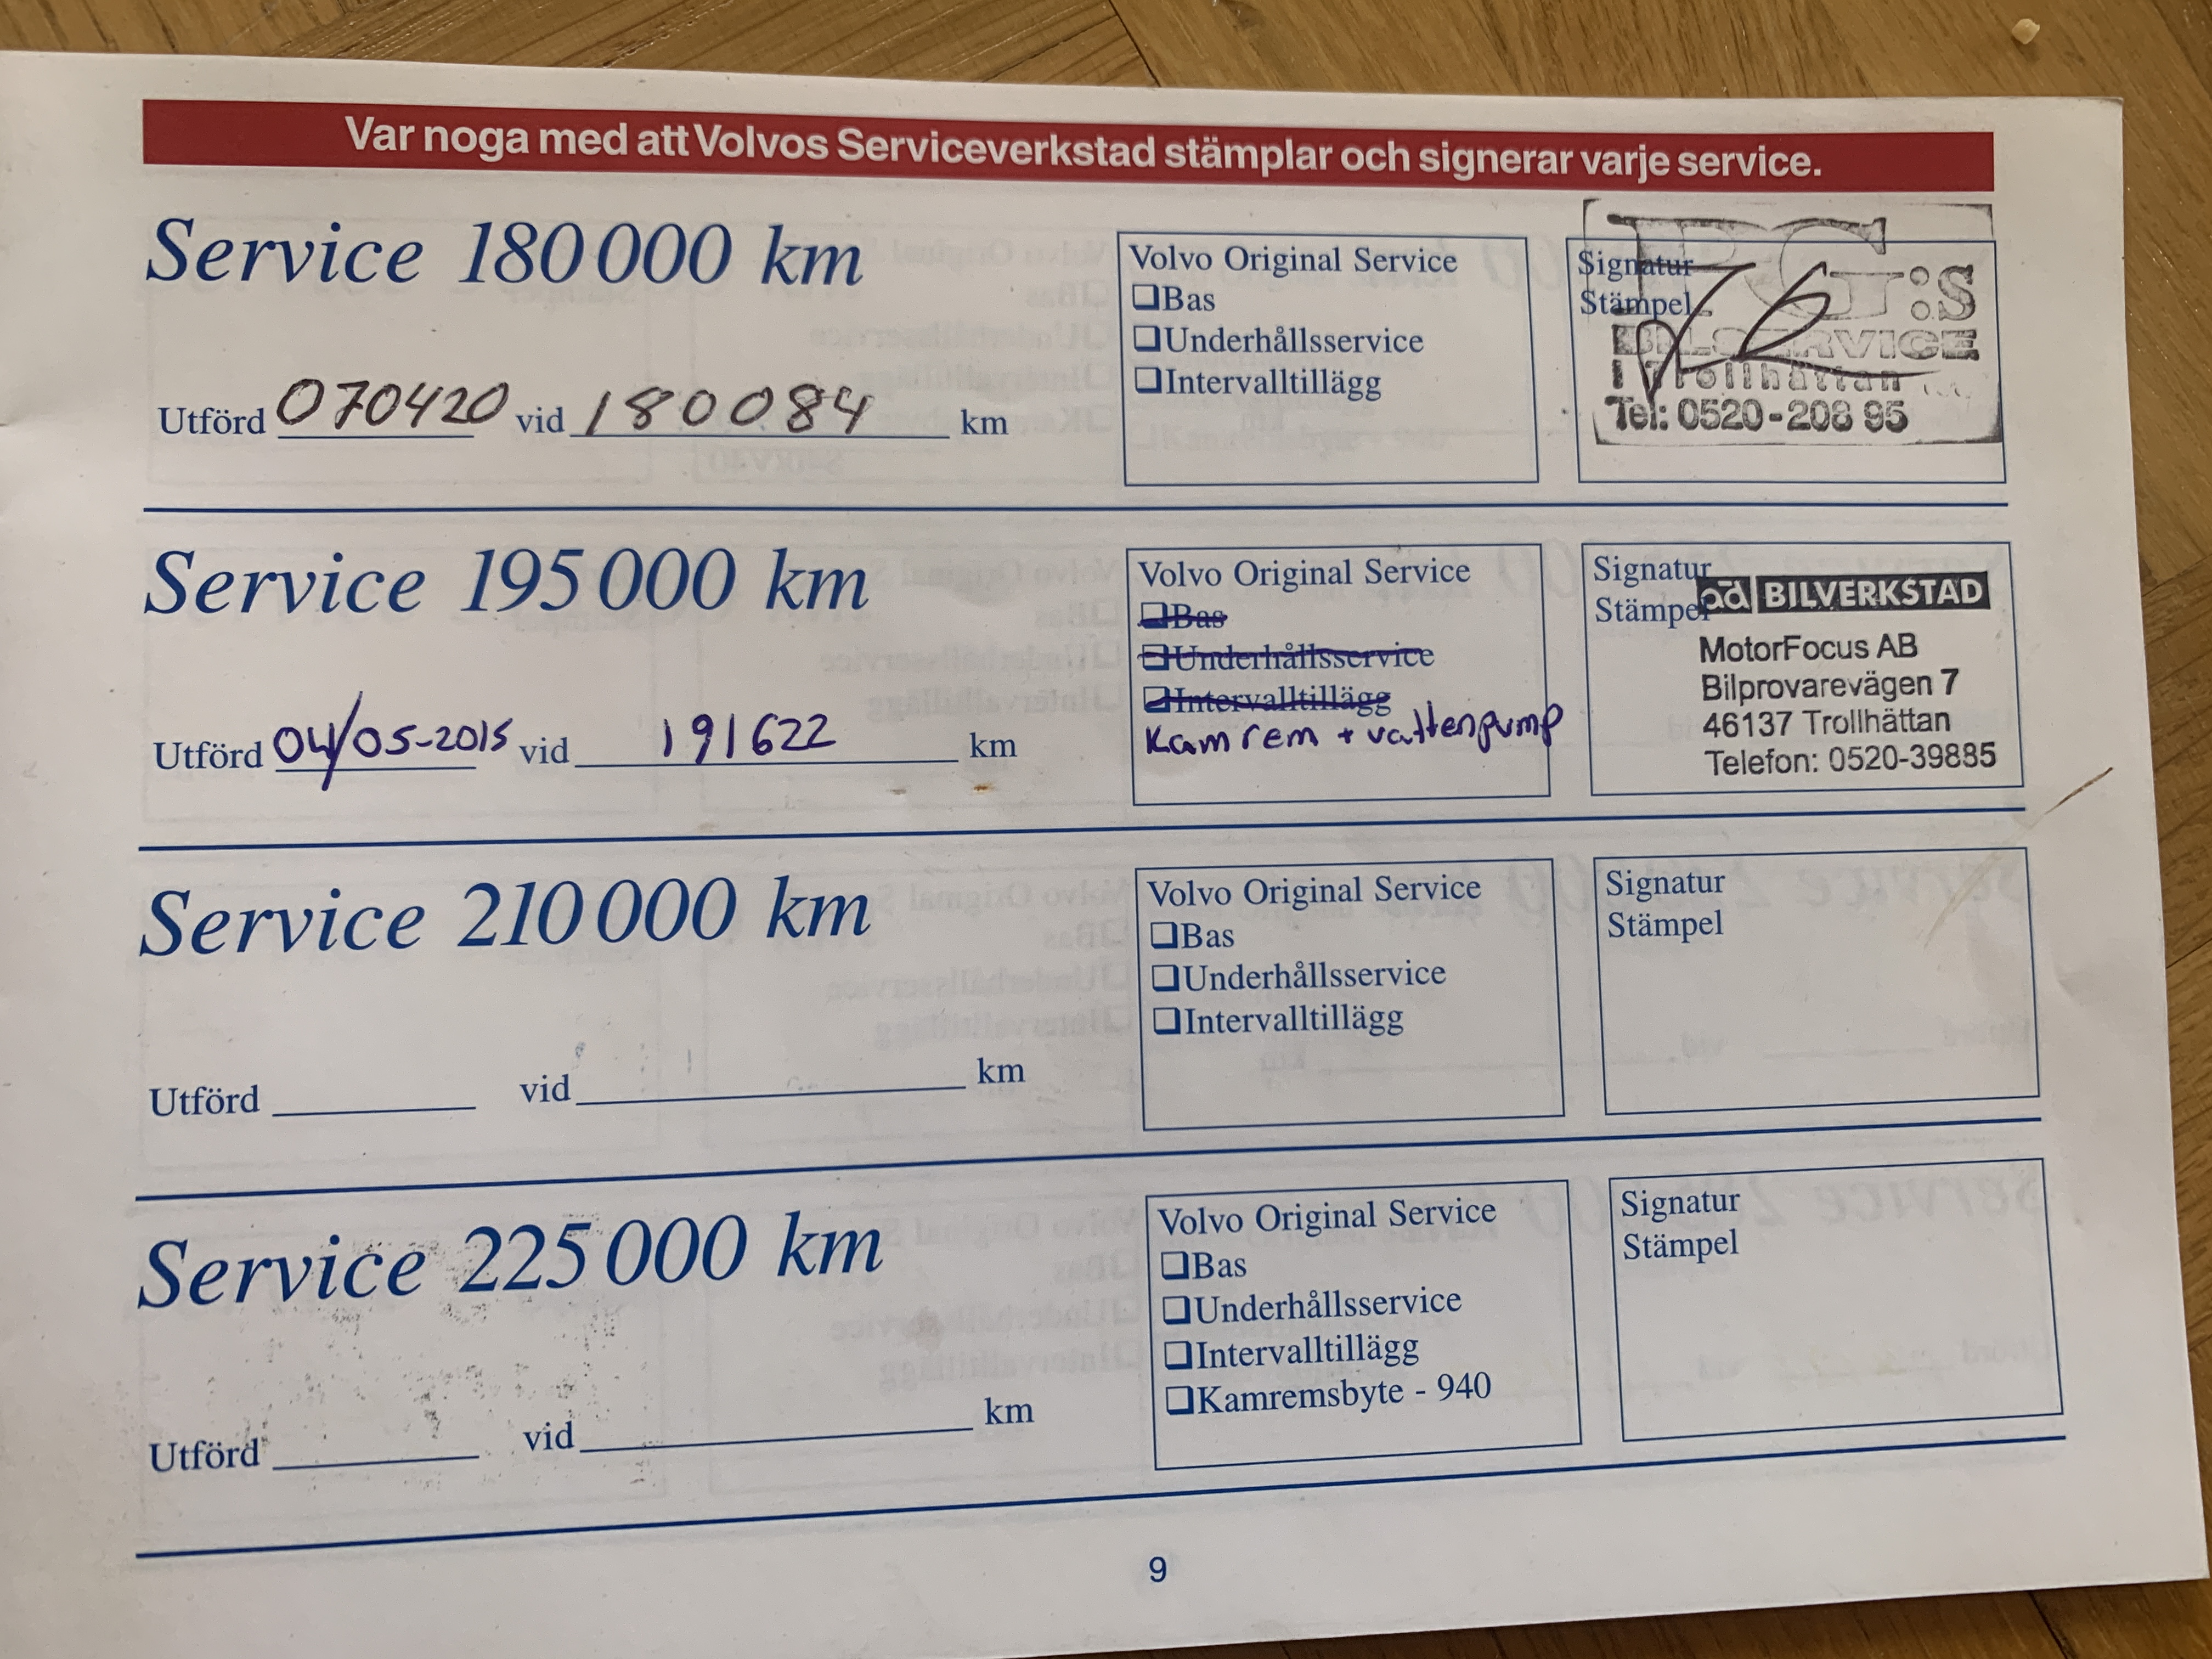 Var noga med att Volvos Serviceverkstad stämplar och signerar varje service.
Service 180 000 km
Utförd 070420 vid 180084 km
Volvo Original Service
❑Bas
❑Underhållsservice
❑Intervalltillägg
Signatur
Stämpel
PG:s
BILSERVICE
i Trollhättan
Tel: 0520-208 95
Service 195 000 km
Utförd 04/05-2015 vid 191622 km
Volvo Original Service
❑Bas
❑Underhållsservice
❑Intervalltillägg
Kamrem + vattenpump
Signatur
Stämpel
ad BILVERKSTAD
MotorFocus AB
Bilprovarevägen 7
46137 Trollhättan
Telefon: 0520-39885
Service 210 000 km
Utförd vid km
Volvo Original Service
❑Bas
❑Underhållsservice
❑Intervalltillägg
Signatur
Stämpel
Service 225 000 km
Utförd vid km
Volvo Original Service
❑Bas
❑Underhållsservice
❑Intervalltillägg
❑Kamremsbyte - 940
Signatur
Stämpel
9